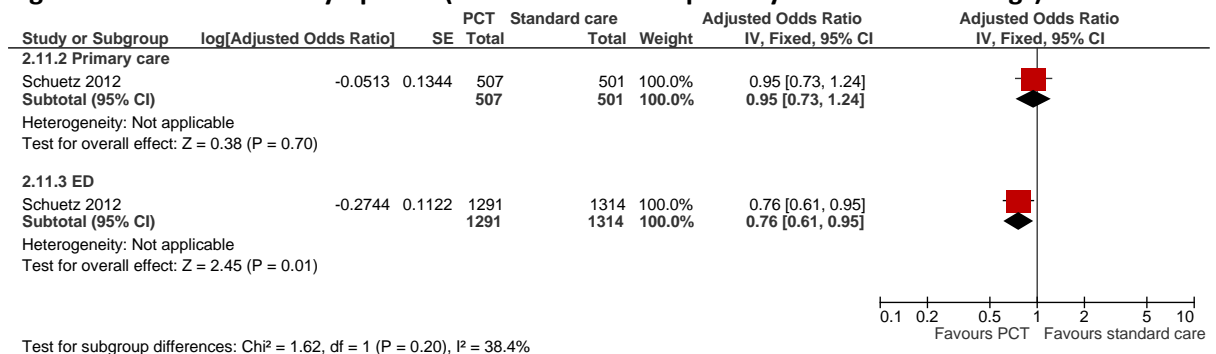 PCT Standard care Adjusted Odds Ratio Adjusted Odds Ratio
Study or Subgroup log[Adjusted Odds Ratio] SE Total Total Weight IV, Fixed, 95% CI IV, Fixed, 95% CI
2.11.2 Primary care
Schuetz 2012 -0.0513 0.1344 507 501 100.0% 0.95 [0.73, 1.24]
Subtotal (95% CI) 507 501 100.0% 0.95 [0.73, 1.24]
Heterogeneity: Not applicable
Test for overall effect: Z = 0.38 (P = 0.70)
2.11.3 ED
Schuetz 2012 -0.2744 0.1122 1291 1314 100.0% 0.76 [0.61, 0.95]
Subtotal (95% CI) 1291 1314 100.0% 0.76 [0.61, 0.95]
Heterogeneity: Not applicable
Test for overall effect: Z = 2.45 (P = 0.01)
0.1 0.2 0.5 1 2 5 10
Favours PCT Favours standard care
Test for subgroup differences: Chi² = 1.62, df = 1 (P = 0.20), I² = 38.4%